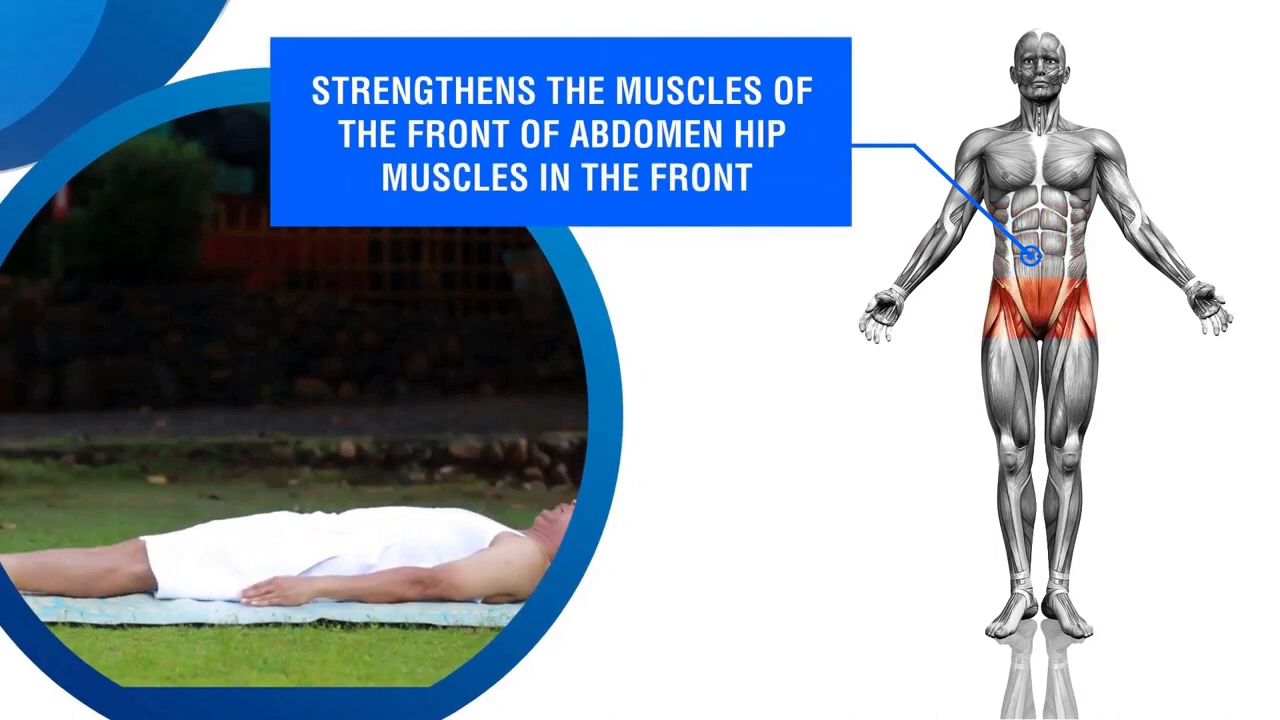 STRENGTHENS THE MUSCLES OF
THE FRONT OF ABDOMEN HIP
MUSCLES IN THE FRONT